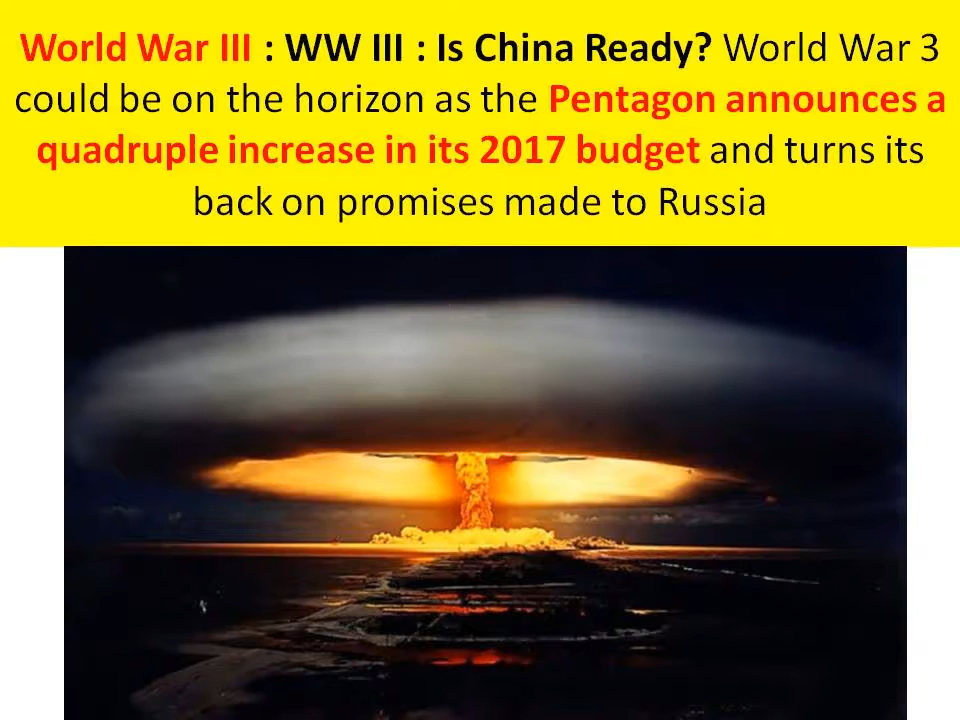 World War III : WW III : Is China Ready? World War 3
could be on the horizon as the Pentagon announces a
quadruple increase in its 2017 budget and turns its
back on promises made to Russia